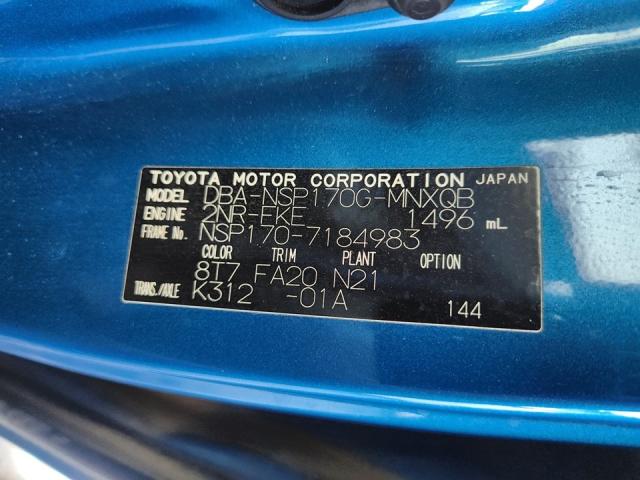 TOYOTA MOTOR CORPORATION JAPAN
MODEL DBA-NSP170G-MNXQB
ENGINE 2NR-FKE 1496 mL
FRAME No. NSP170-7184983
COLOR TRIM PLANT OPTION
8T7 FA20 N21
TRANS./AXLE K312 -01A
144